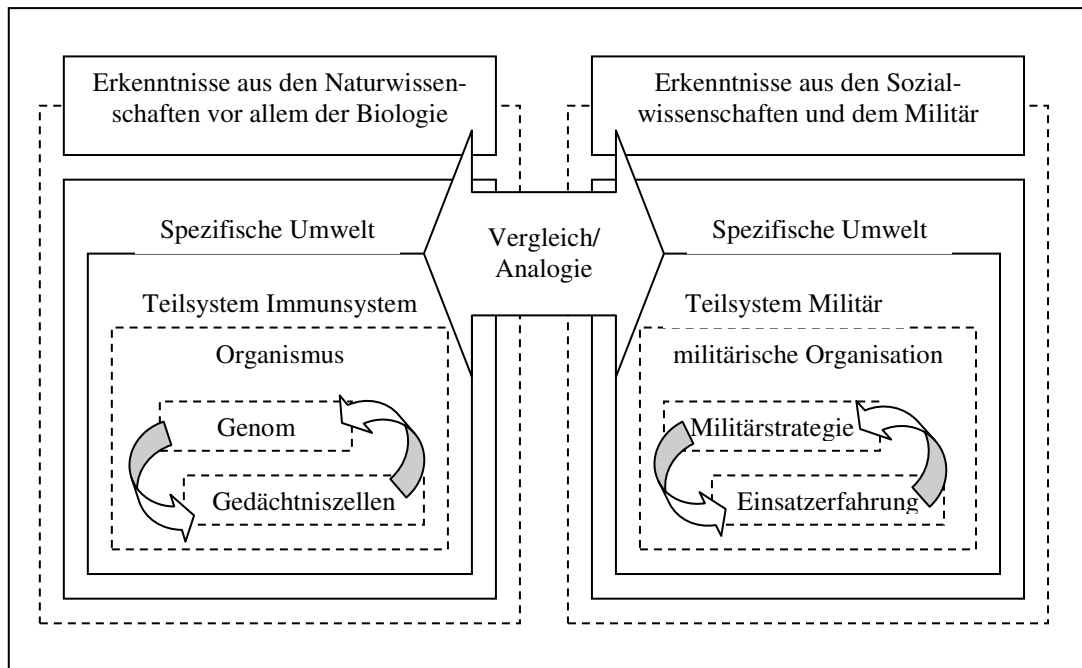 Erkenntnisse aus den Naturwissen-
schaften vor allem der Biologie
Erkenntnisse aus den Sozial-
wissenschaften und dem Militär
Spezifische Umwelt
Vergleich/
Analogie
Spezifische Umwelt
Teilsystem Immunsystem
Teilsystem Militär
Organismus
militärische Organisation
Genom
Militärstrategie
Gedächtniszellen
Einsatzerfahrung